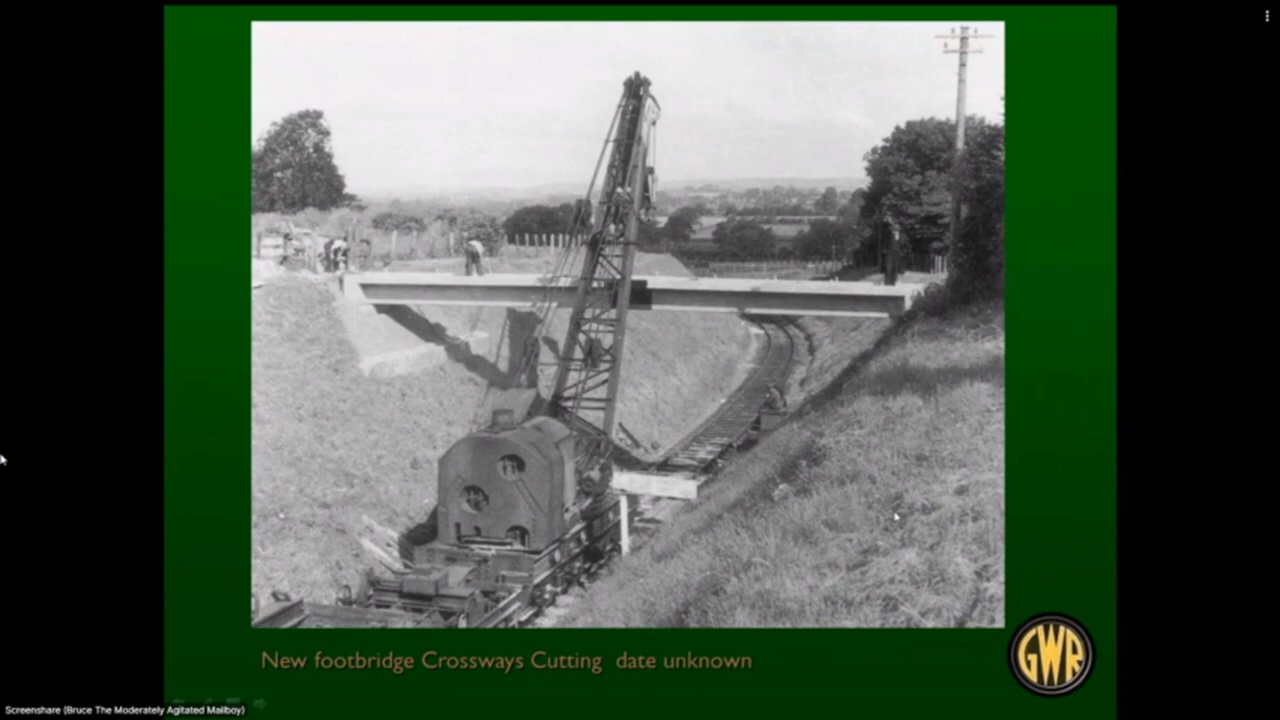 New footbridge Crossways Cutting date unknown
GWR
Screenshare (Bruce The Moderately Agitated Mailboy)